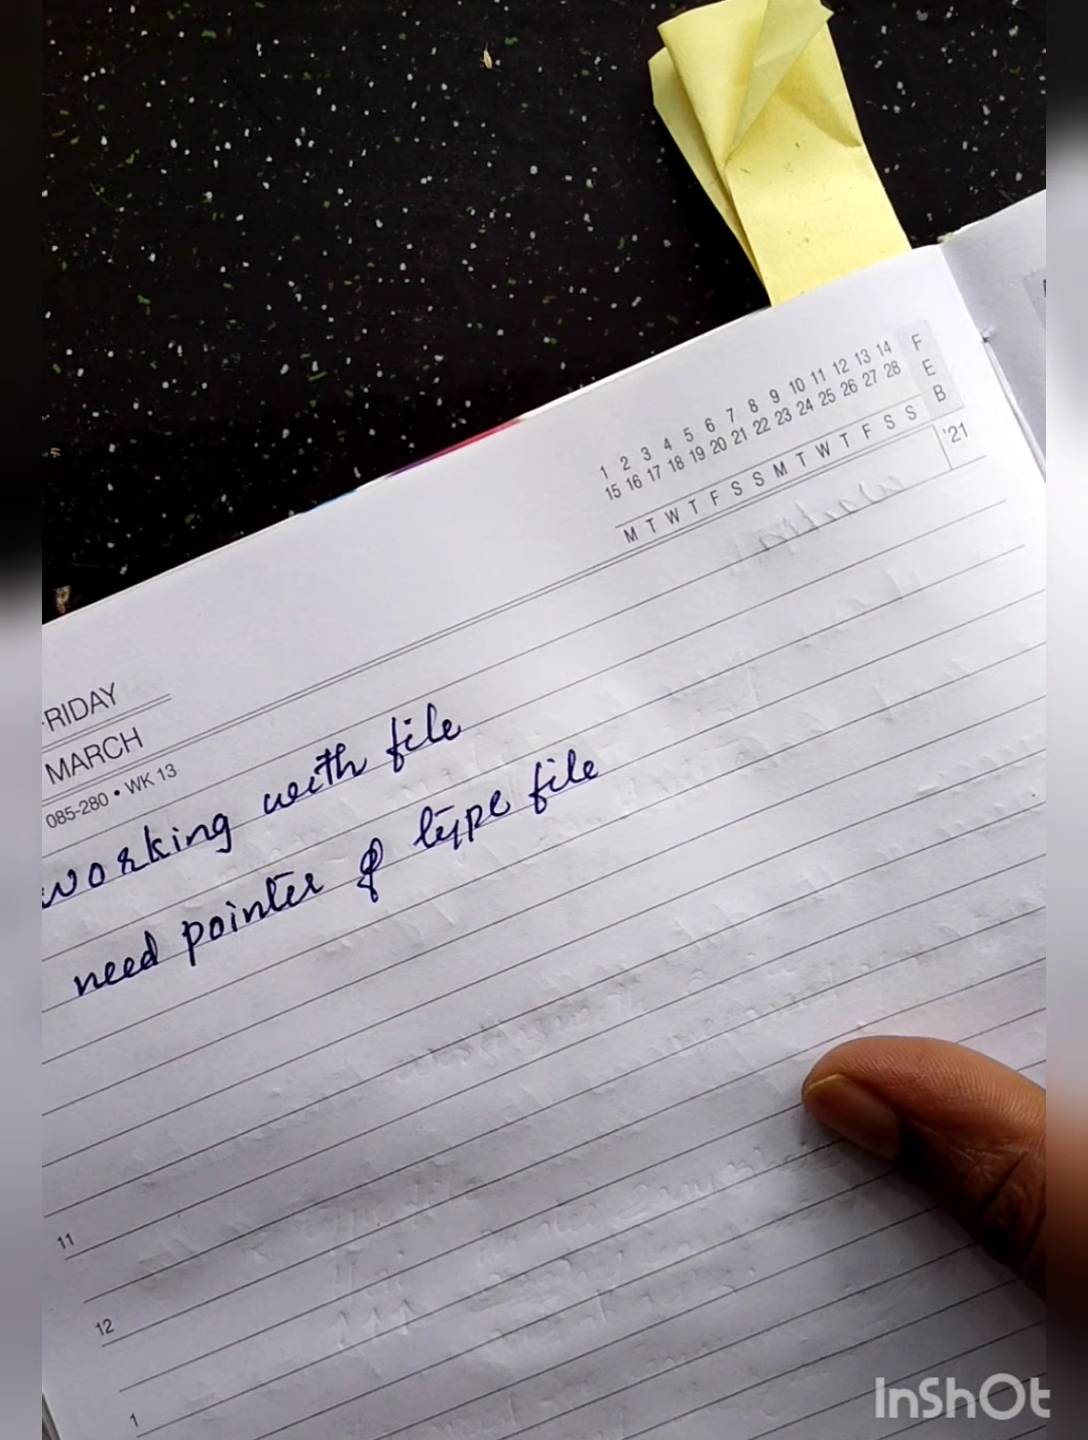 F
E
B
1 2 3 4 5 6 7 8 9 10 11 12 13 14
15 16 17 18 19 20 21 22 23 24 25 26 27 28
M T W T F S S M T W T F S S
'21
RIDAY
MARCH
085-280 • WK 13
working with file
need pointer of type file
11
12
1
InShOt